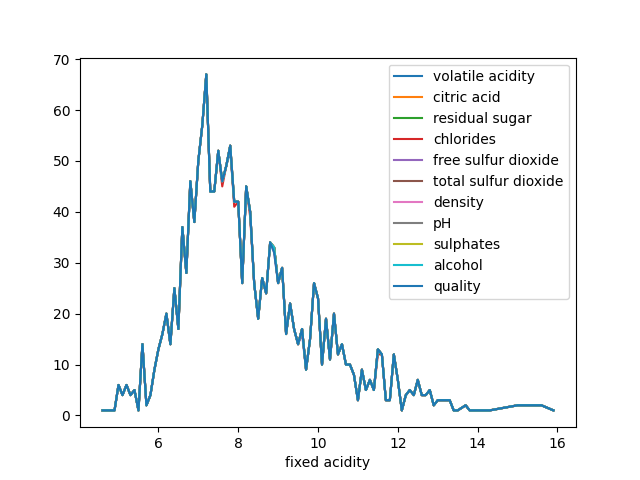 70
60
50
40
30
20
10
0
6
8
10
12
14
16
fixed acidity
volatile acidity
citric acid
residual sugar
chlorides
free sulfur dioxide
total sulfur dioxide
density
pH
sulphates
alcohol
quality